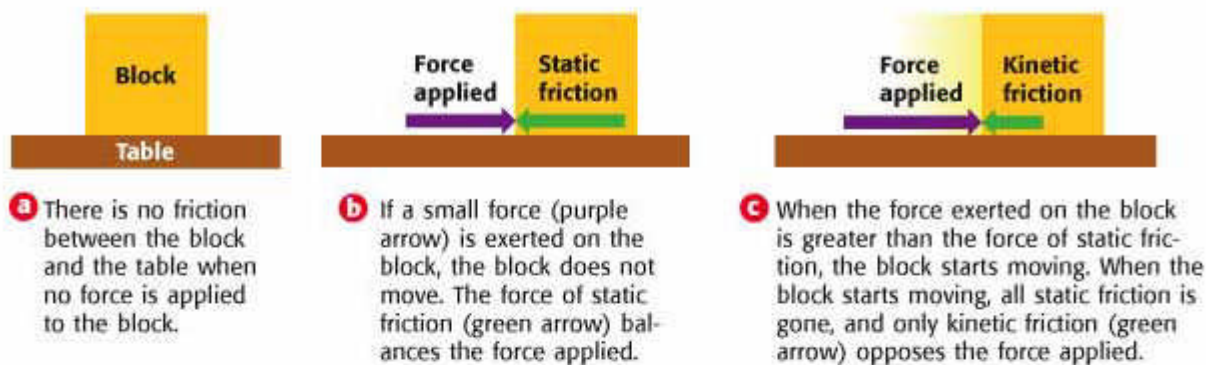 Block
Table
Force
applied
Static
friction
Force
applied
Kinetic
friction
a There is no friction
between the block
and the table when
no force is applied
to the block.
b If a small force (purple
arrow) is exerted on the
block, the block does not
move. The force of static
friction (green arrow) bal-
ances the force applied.
c When the force exerted on the block
is greater than the force of static fric-
tion, the block starts moving. When the
block starts moving, all static friction is
gone, and only kinetic friction (green
arrow) opposes the force applied.